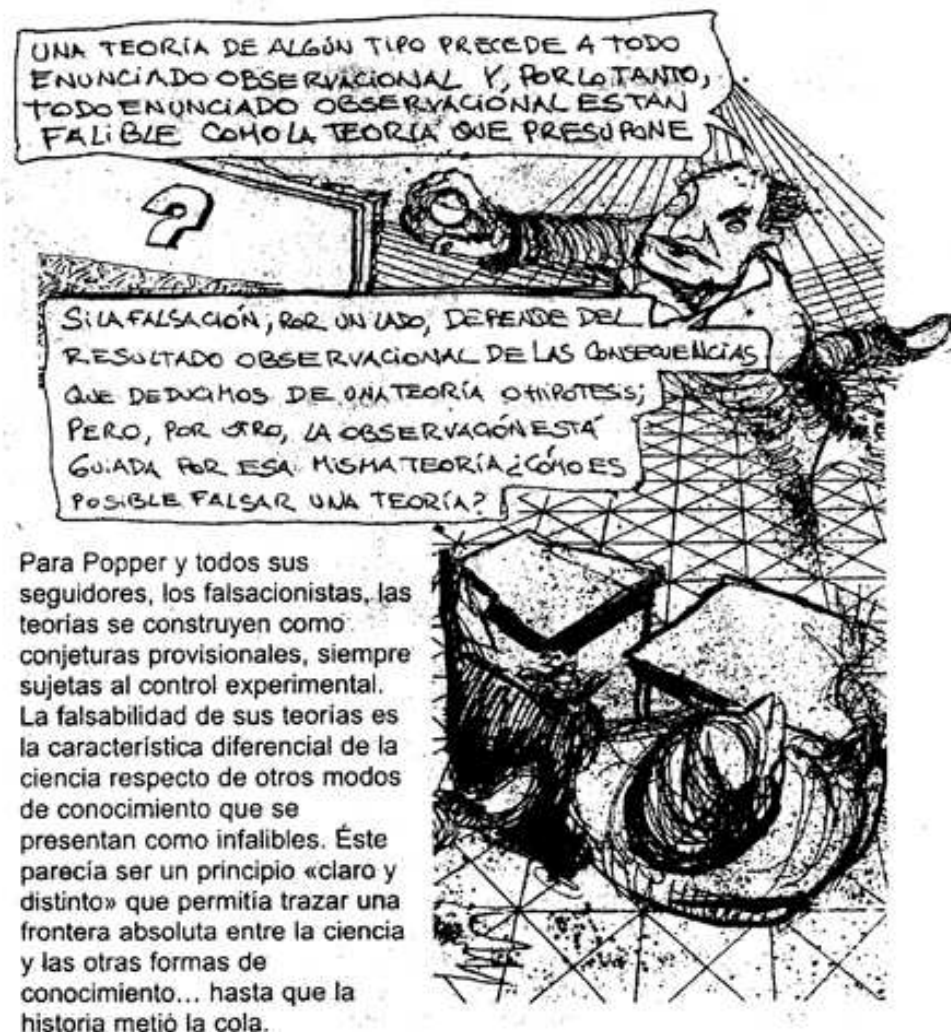 UNA TEORÍA DE ALGÚN TIPO PRECEDE A TODO
ENUNCIADO OBSERVACIONAL Y, POR LO TANTO,
TODO ENUNCIADO OBSERVACIONAL ES TAN
FALIBLE COMO LA TEORÍA QUE PRESUPONE
?
SI LA FALSACIÓN, POR UN LADO, DEPENDE DEL
RESULTADO OBSERVACIONAL DE LAS CONSECUENCIAS
QUE DEDUCIMOS DE UNA TEORÍA O HIPOTESIS;
PERO, POR OTRO, LA OBSERVACIÓN ESTÁ
GUIADA POR ESA MISMA TEORÍA ¿CÓMO ES
POSIBLE FALSAR UNA TEORÍA?
Para Popper y todos sus
seguidores, los falsacionistas, las
teorías se construyen como
conjeturas provisionales, siempre
sujetas al control experimental.
La falsabilidad de sus teorías es
la característica diferencial de la
ciencia respecto de otros modos
de conocimiento que se
presentan como infalibles. Éste
parecía ser un principio «claro y
distinto» que permitía trazar una
frontera absoluta entre la ciencia
y las otras formas de
conocimiento... hasta que la
historia metió la cola.